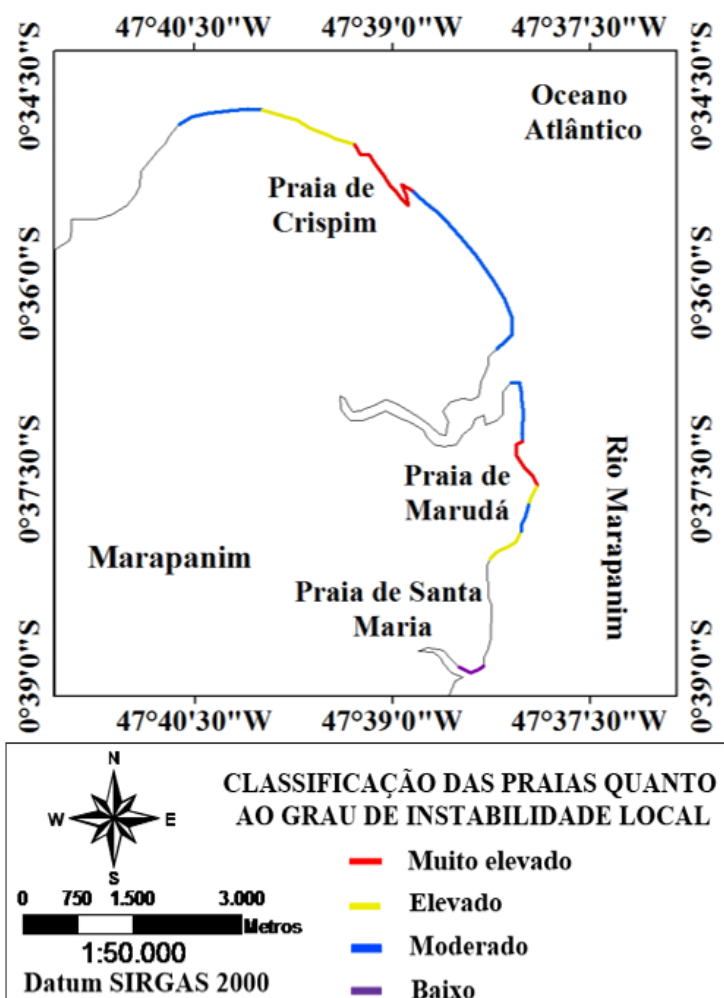 47°40'30''W 47°39'0''W 47°37'30''W
0°34'30''S 0°34'30''S
Oceano
Atlântico
Praia de
Crispim
0°36'0''S 0°36'0''S
Rio Marapanim
0°37'30''S 0°37'30''S
Praia de
Marudá
Marapanim
Praia de Santa
Maria
0°39'0''S 0°39'0''S
47°40'30''W 47°39'0''W 47°37'30''W
N
W E
S
CLASSIFICAÇÃO DAS PRAIAS QUANTO
AO GRAU DE INSTABILIDADE LOCAL
Muito elevado
Elevado
Moderado
Baixo
0 750 1.500 3.000
Metros
1:50.000
Datum SIRGAS 2000